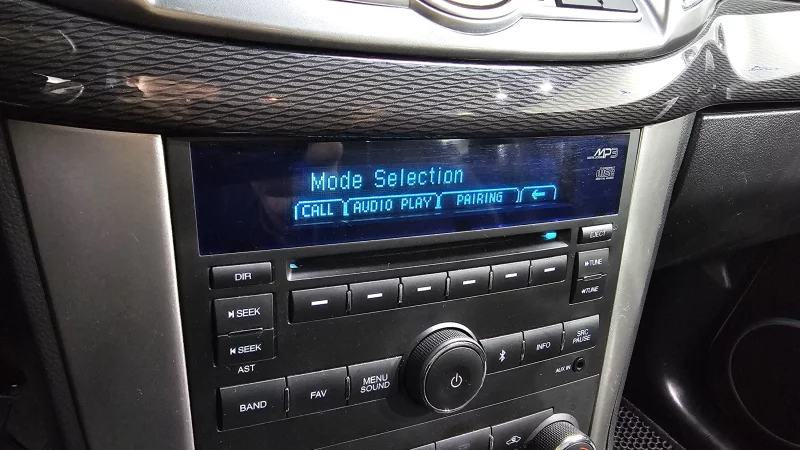 Mode Selection
CALL AUDIO PLAY PAIRING ←
MP3
EJECT
DIR
SEEK
SEEK
AST
TUNE
TUNE
BAND
FAV
MENU
SOUND
INFO
SRC
PAUSE
AUX IN